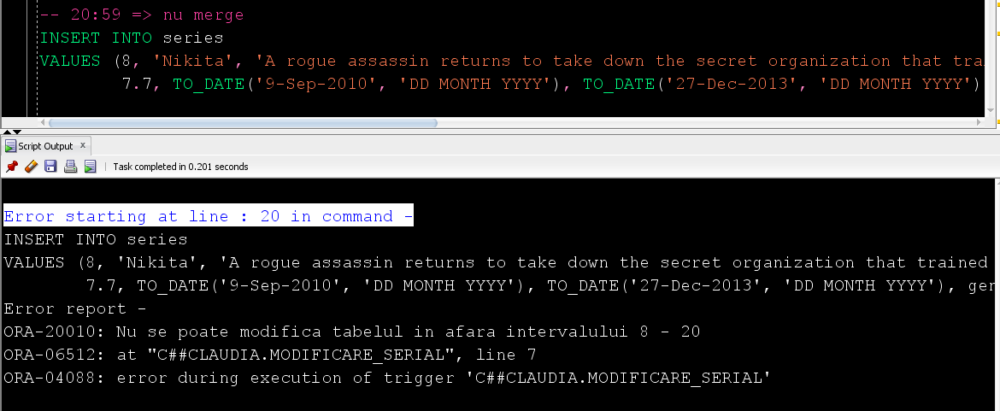 -- 20:59 => nu merge
INSERT INTO series
VALUES (8, 'Nikita', 'A rogue assassin returns to take down the secret organization that trai
7.7, TO_DATE('9-Sep-2010', 'DD MONTH YYYY'), TO_DATE('27-Dec-2013', 'DD MONTH YYYY')
Script Output x
Task completed in 0.201 seconds
Error starting at line : 20 in command -
INSERT INTO series
VALUES (8, 'Nikita', 'A rogue assassin returns to take down the secret organization that trained
7.7, TO_DATE('9-Sep-2010', 'DD MONTH YYYY'), TO_DATE('27-Dec-2013', 'DD MONTH YYYY'), gen
Error report -
ORA-20010: Nu se poate modifica tabelul in afara intervalului 8 - 20
ORA-06512: at "C##CLAUDIA.MODIFICARE_SERIAL", line 7
ORA-04088: error during execution of trigger 'C##CLAUDIA.MODIFICARE_SERIAL'